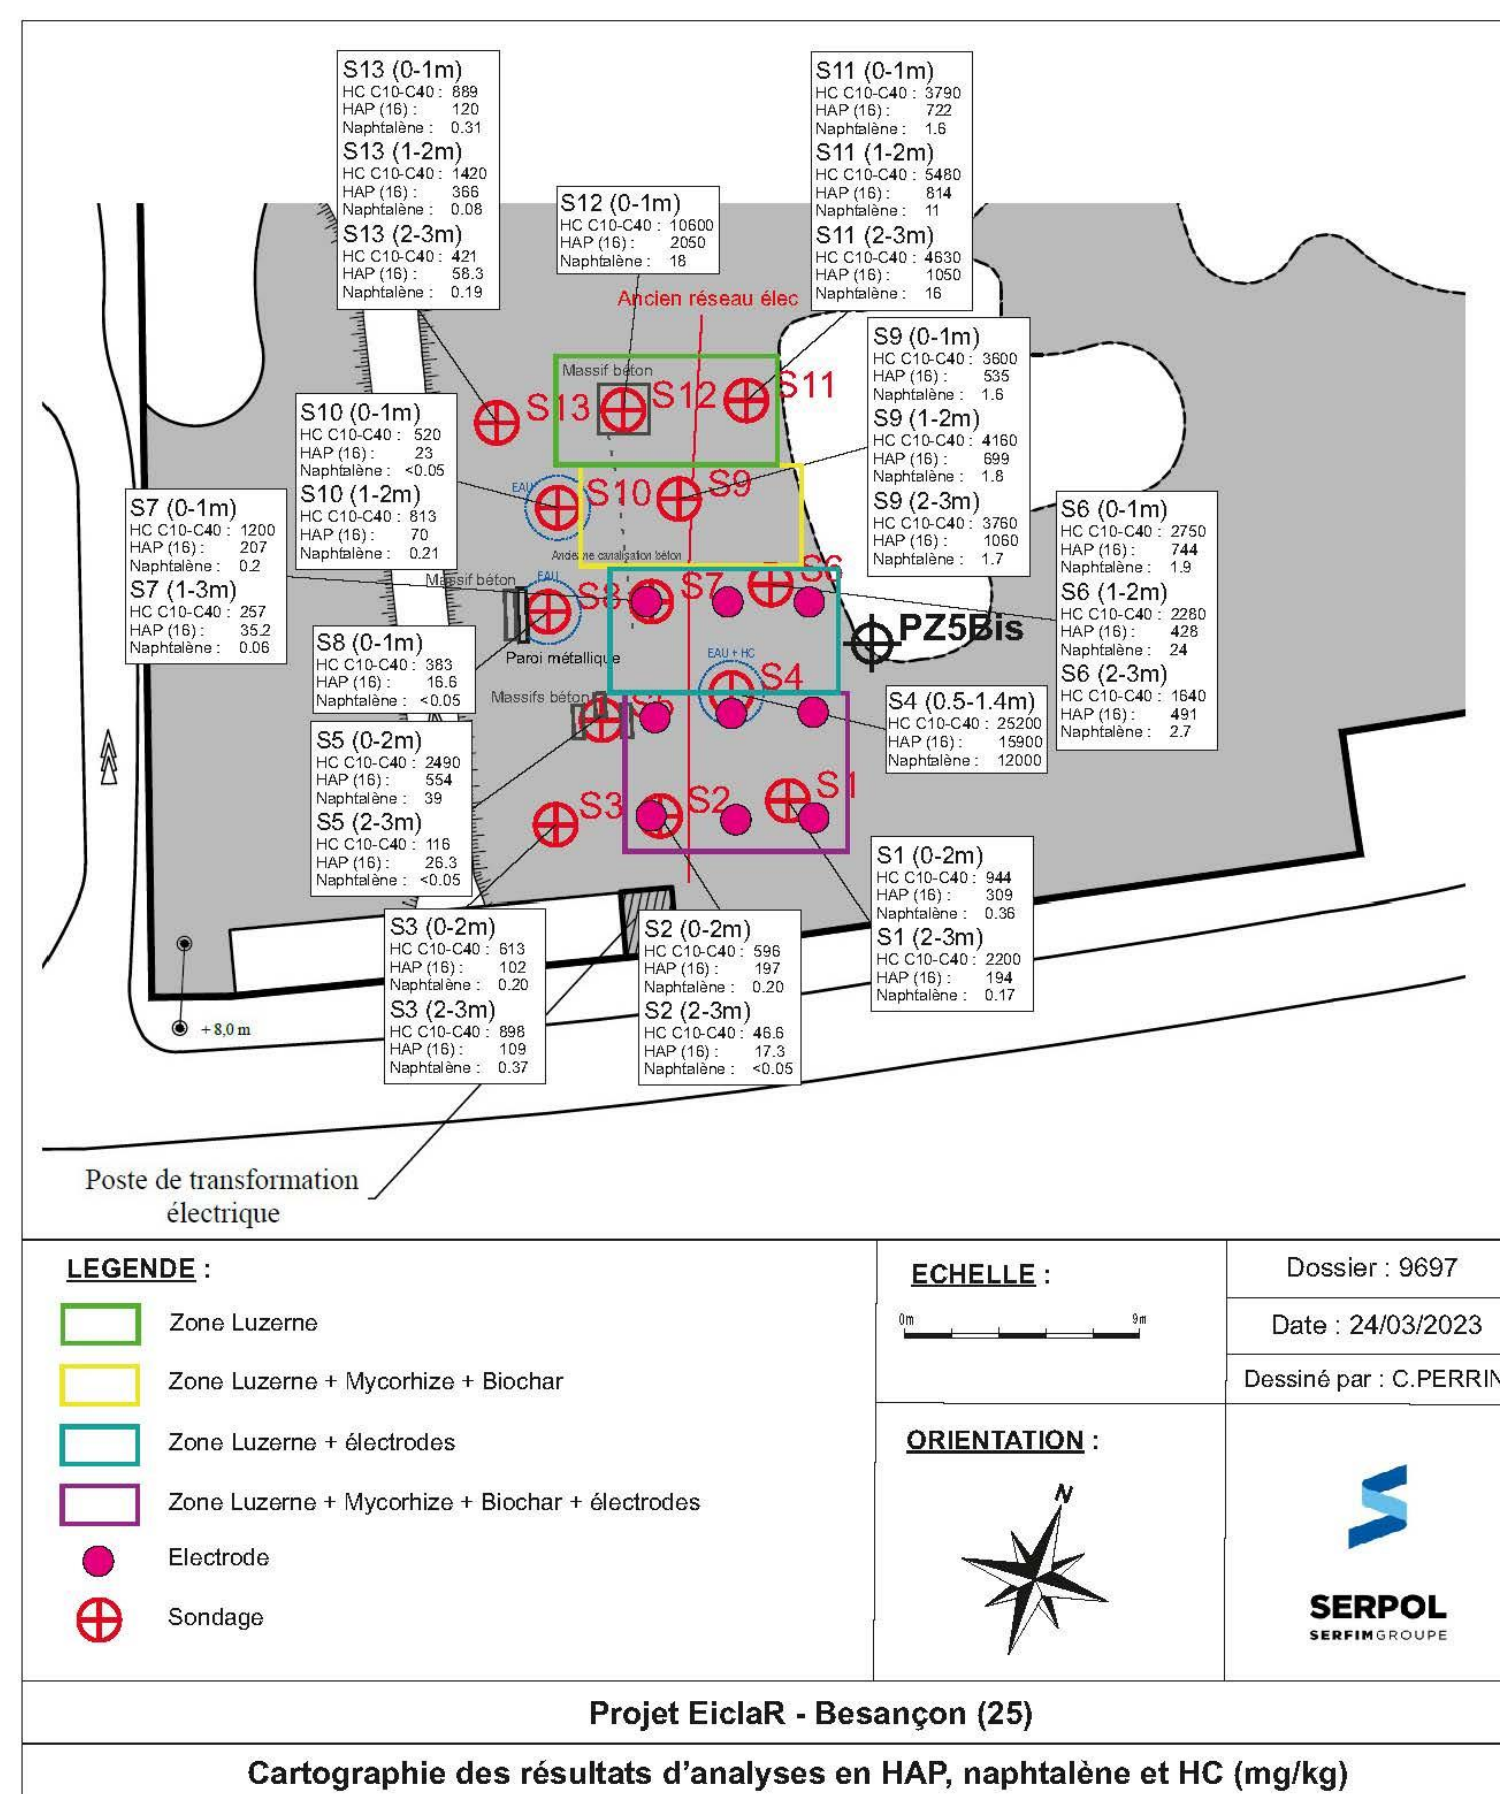 S13 (0-1m)
HC C10-C40 : 889
HAP (16) : 120
Naphtalène : 0.31
S13 (1-2m)
HC C10-C40 : 1420
HAP (16) : 366
Naphtalène : 0.08
S13 (2-3m)
HC C10-C40 : 421
HAP (16) : 58.3
Naphtalène : 0.19
S12 (0-1m)
HC C10-C40 : 10600
HAP (16) : 2050
Naphtalène : 18
S11 (0-1m)
HC C10-C40 : 3790
HAP (16) : 722
Naphtalène : 1.6
S11 (1-2m)
HC C10-C40 : 5480
HAP (16) : 814
Naphtalène : 11
S11 (2-3m)
HC C10-C40 : 4630
HAP (16) : 1050
Naphtalène : 16
Ancien réseau élec
S9 (0-1m)
HC C10-C40 : 3600
HAP (16) : 535
Naphtalène : 1.6
S9 (1-2m)
HC C10-C40 : 4160
HAP (16) : 699
Naphtalène : 1.8
S9 (2-3m)
HC C10-C40 : 3760
HAP (16) : 1060
Naphtalène : 1.7
Massif béton
S13
S12
S11
S10 (0-1m)
HC C10-C40 : 520
HAP (16) : 23
Naphtalène : <0.05
S10 (1-2m)
HC C10-C40 : 813
HAP (16) : 70
Naphtalène : 0.21
EAU
S10
S9
Ancienne canalisation béton
S7 (0-1m)
HC C10-C40 : 1200
HAP (16) : 207
Naphtalène : 0.2
S7 (1-3m)
HC C10-C40 : 257
HAP (16) : 35.2
Naphtalène : 0.06
S6 (0-1m)
HC C10-C40 : 2750
HAP (16) : 744
Naphtalène : 1.9
S6 (1-2m)
HC C10-C40 : 2280
HAP (16) : 428
Naphtalène : 24
S6 (2-3m)
HC C10-C40 : 1640
HAP (16) : 491
Naphtalène : 2.7
Massif béton
EAU
S8
S7
S6
PZ5Bis
Paroi métallique
EAU + HC
S4
S8 (0-1m)
HC C10-C40 : 383
HAP (16) : 16.6
Naphtalène : <0.05
Massifs béton
S5
S4 (0.5-1.4m)
HC C10-C40 : 25200
HAP (16) : 15900
Naphtalène : 12000
S5 (0-2m)
HC C10-C40 : 2490
HAP (16) : 554
Naphtalène : 39
S5 (2-3m)
HC C10-C40 : 116
HAP (16) : 26.3
Naphtalène : <0.05
S3
S2
S1
S1 (0-2m)
HC C10-C40 : 944
HAP (16) : 309
Naphtalène : 0.36
S1 (2-3m)
HC C10-C40 : 2200
HAP (16) : 194
Naphtalène : 0.17
S3 (0-2m)
HC C10-C40 : 613
HAP (16) : 102
Naphtalène : 0.20
S3 (2-3m)
HC C10-C40 : 898
HAP (16) : 109
Naphtalène : 0.37
S2 (0-2m)
HC C10-C40 : 596
HAP (16) : 197
Naphtalène : 0.20
S2 (2-3m)
HC C10-C40 : 46.6
HAP (16) : 17.3
Naphtalène : <0.05
+ 8,0 m
Poste de transformation
électrique
LEGENDE :
Zone Luzerne
Zone Luzerne + Mycorhize + Biochar
Zone Luzerne + électrodes
Zone Luzerne + Mycorhize + Biochar + électrodes
Electrode
Sondage
ECHELLE :
0m 9m
ORIENTATION :
N
Dossier : 9697
Date : 24/03/2023
Dessiné par : C.PERRIN
SERPOL
SERFIMGROUPE
Projet EiclaR - Besançon (25)
Cartographie des résultats d'analyses en HAP, naphtalène et HC (mg/kg)